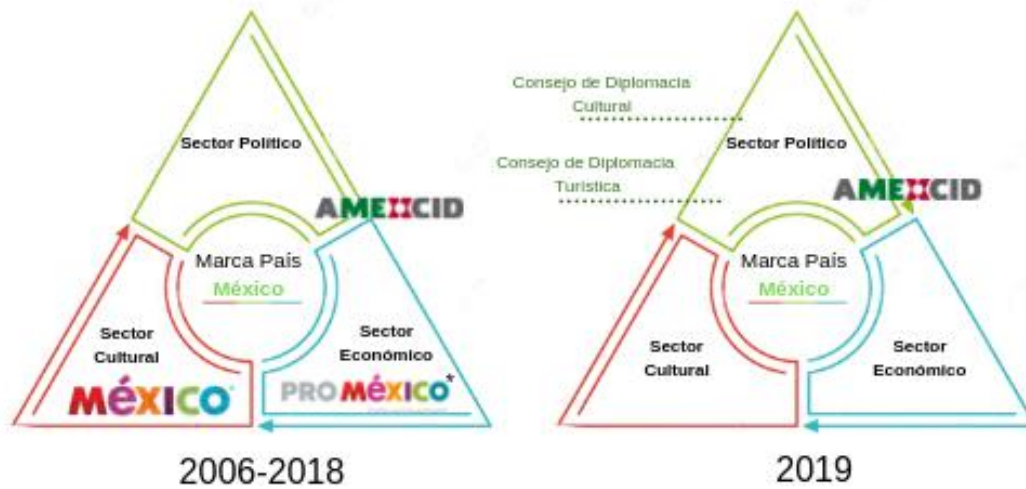 Sector Político
AMEXCID
Marca País
México
Sector
Cultural
México
Sector
Económico
PROMéXICO*
2006-2018
Consejo de Diplomacia
Cultural
Consejo de Diplomacia
Turística
Sector Político
AMEXCID
Marca País
México
Sector
Cultural
Sector
Económico
2019